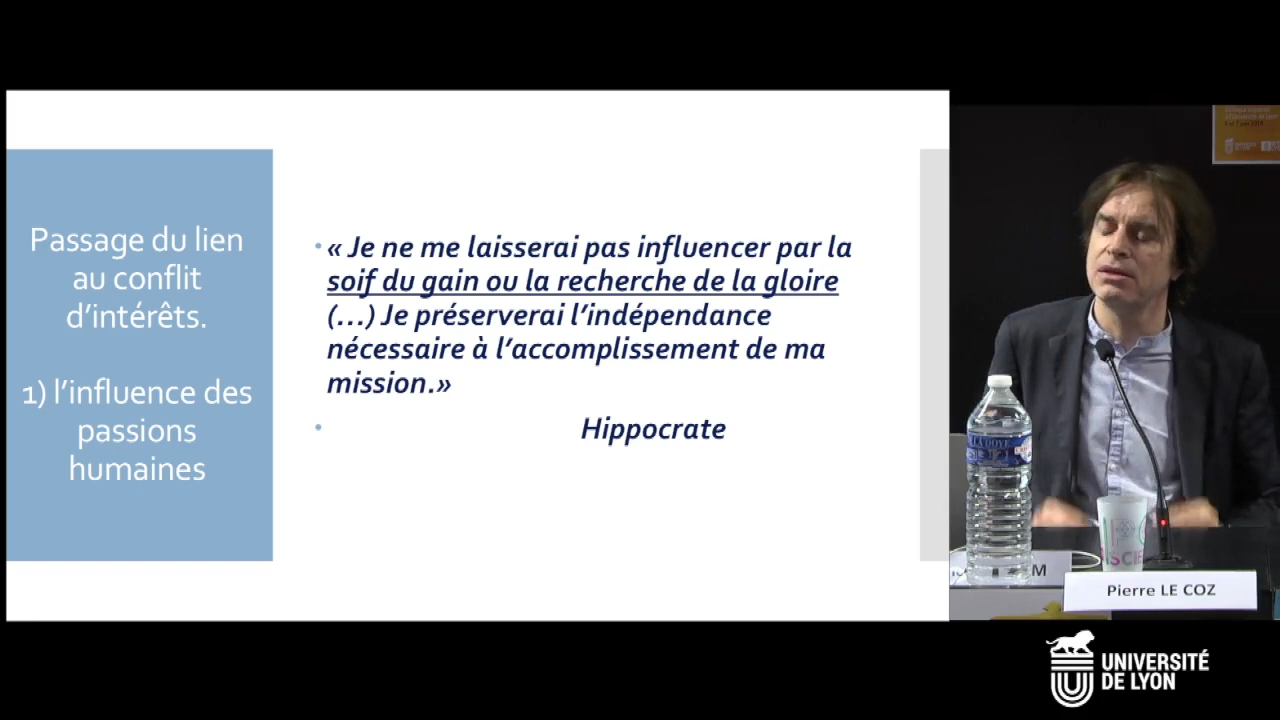 Passage du lien
au conflit
d’intérêts.
1) l’influence des
passions
humaines
« Je ne me laisserai pas influencer par la
soif du gain ou la recherche de la gloire
(…) Je préserverai l’indépendance
nécessaire à l’accomplissement de ma
mission.»
Hippocrate
Pierre LE COZ
UNIVERSITÉ
DE LYON